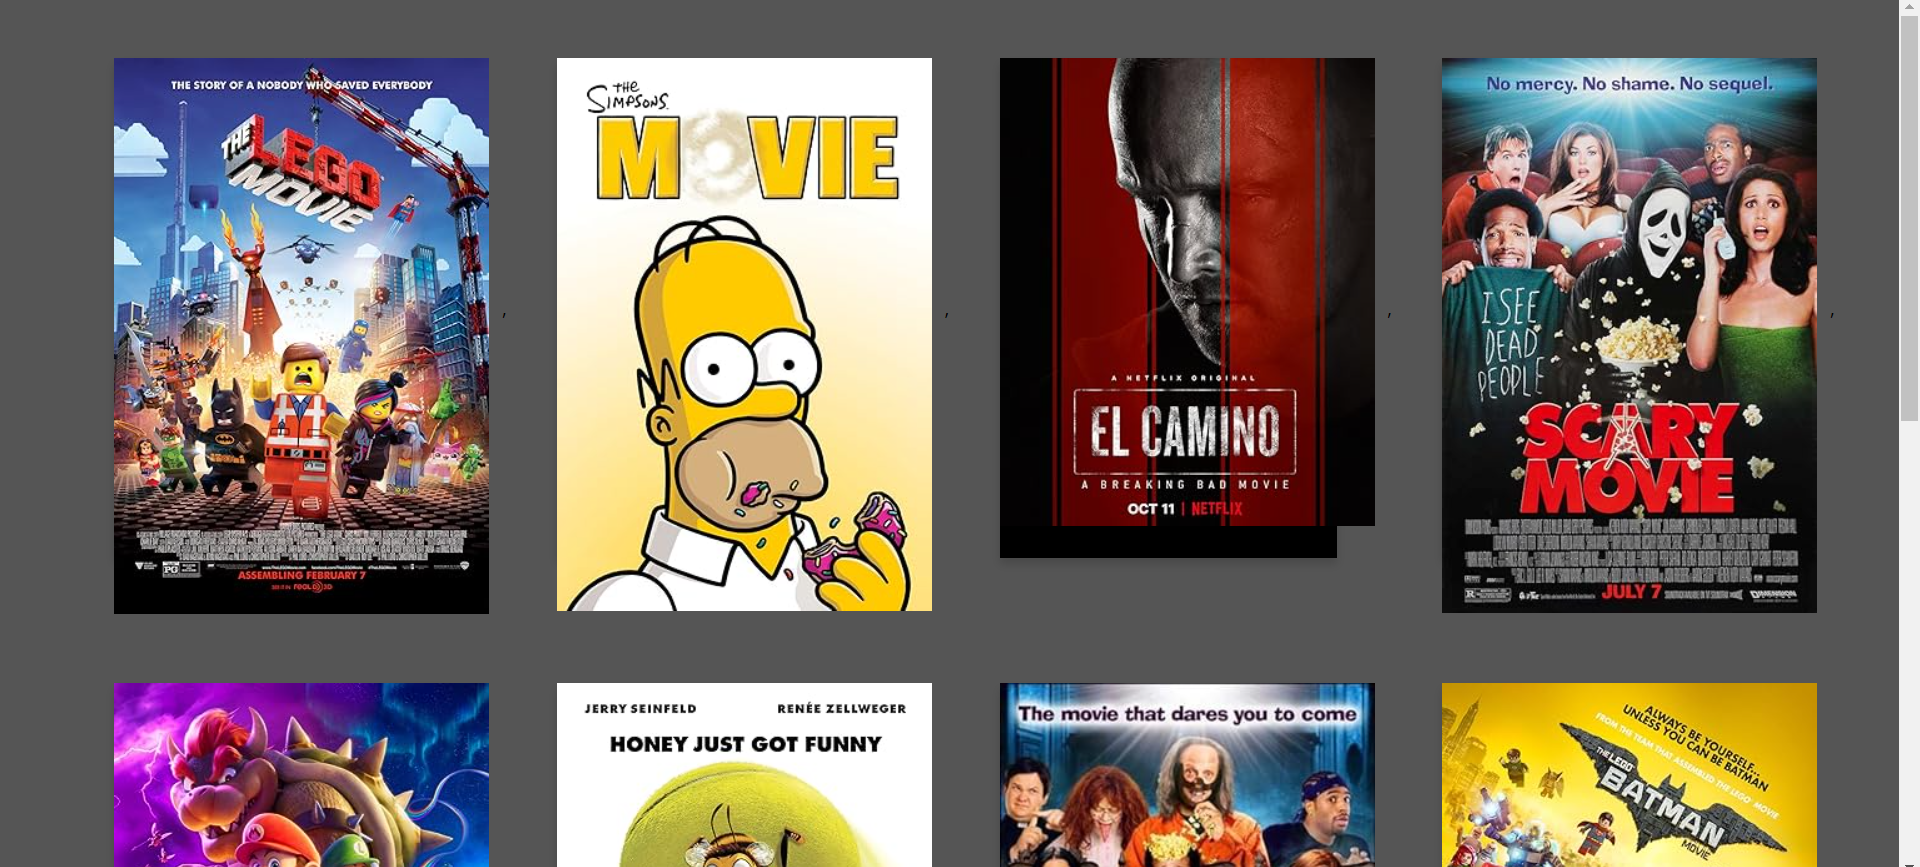 THE STORY OF A NOBODY WHO SAVED EVERYBODY
THE LEGO
MOVIE
PG
ASSEMBLING FEBRUARY 7
,
THE
SIMPSONS
MOVIE
,
A NETFLIX ORIGINAL
EL CAMINO
A BREAKING BAD MOVIE
OCT 11 | NETFLIX
,
No mercy. No shame. No sequel.
I SEE
DEAD
PEOPLE
SCARY
MOVIE
R
JULY 7
DIMENSION
,
JERRY SEINFELD RENÉE ZELLWEGER
HONEY JUST GOT FUNNY
The movie that dares you to come
ALWAYS BE YOURSELF...
UNLESS YOU CAN BE BATMAN
FROM THE TEAM THAT ASSEMBLED THE LEGO MOVIE
THE LEGO
BATMAN
MOVIE